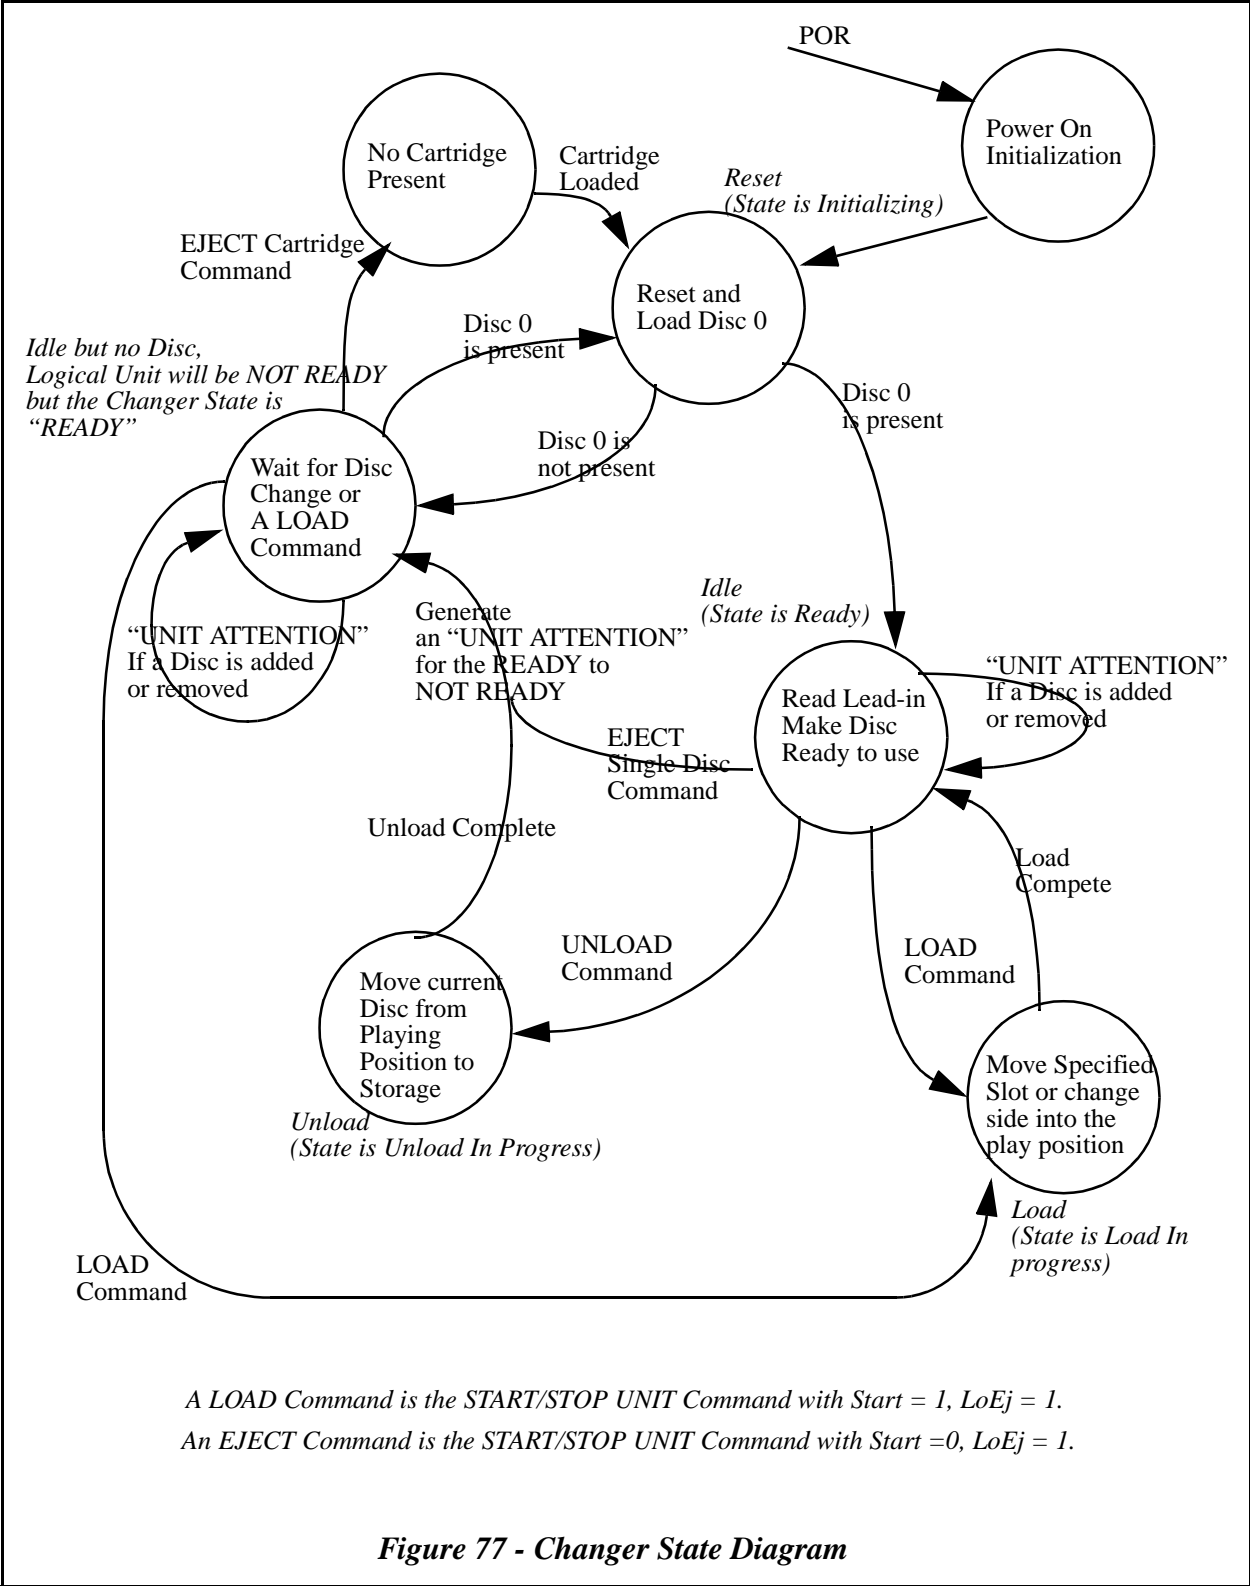 POR
Power On
Initialization
No Cartridge
Present
Cartridge
Loaded
Reset
(State is Initializing)
EJECT Cartridge
Command
Reset and
Load Disc 0
Disc 0
is present
Idle but no Disc,
Logical Unit will be NOT READY
but the Changer State is
“READY”
Disc 0
is present
Disc 0 is
not present
Wait for Disc
Change or
A LOAD
Command
Idle
(State is Ready)
Generate
an “UNIT ATTENTION”
for the READY to
NOT READY
“UNIT ATTENTION”
If a Disc is added
or removed
“UNIT ATTENTION”
If a Disc is added
or removed
Read Lead-in
Make Disc
Ready to use
EJECT
Single Disc
Command
Unload Complete
Load
Compete
UNLOAD
Command
LOAD
Command
Move current
Disc from
Playing
Position to
Storage
Move Specified
Slot or change
side into the
play position
Unload
(State is Unload In Progress)
Load
(State is Load In
progress)
LOAD
Command
A LOAD Command is the START/STOP UNIT Command with Start = 1, LoEj = 1.
An EJECT Command is the START/STOP UNIT Command with Start =0, LoEj = 1.
Figure 77 - Changer State Diagram